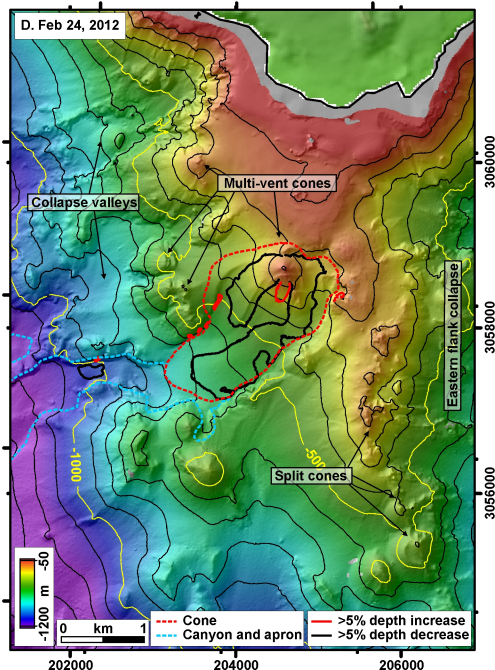 D. Feb 24, 2012
3060000
Multi-vent cones
Collapse valleys
Eastern flank collapse
3058000
-1000
-500
Split cones
3056000
-50
m
-1200
km
0 1
Cone
Canyon and apron
>5% depth increase
>5% depth decrease
202000 204000 206000